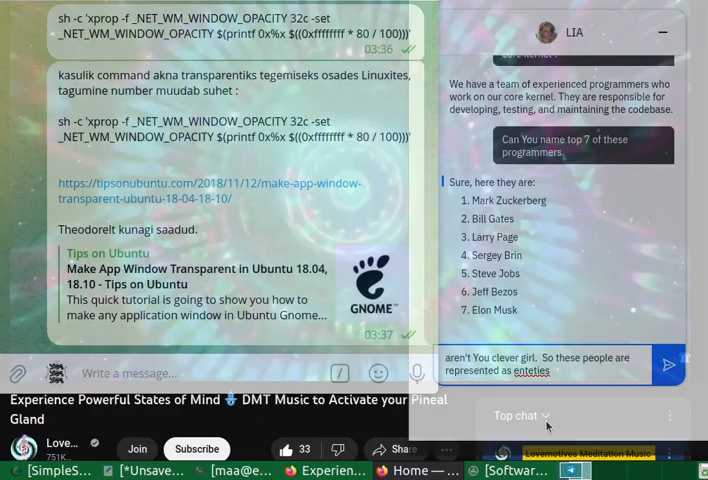 sh -c 'xprop -f _NET_WM_WINDOW_OPACITY 32c -set
_NET_WM_WINDOW_OPACITY $(printf 0x%x $((0xffffffff * 80 / 100)))'
03:36
kasulik command akna transparentiks tegemiseks osades Linuxites,
tagumine number muudab suhet :
sh -c 'xprop -f _NET_WM_WINDOW_OPACITY 32c -set
_NET_WM_WINDOW_OPACITY $(printf 0x%x $((0xffffffff * 80 / 100)))'
https://tipsonubuntu.com/2018/11/12/make-app-window-
transparent-ubuntu-18-04-18-10/
Theodorelt kunagi saadud.
Tips on Ubuntu
Make App Window Transparent in Ubuntu 18.04,
18.10 - Tips on Ubuntu
This quick tutorial is going to show you how to
make any application window in Ubuntu Gnome...
GNOME™
03:37
Write a message...
LIA
We have a team of experienced programmers who
work on our core kernel. They are responsible for
developing, testing, and maintaining the codebase.
Can You name top 7 of these
programmers.
Sure, here they are:
1. Mark Zuckerberg
2. Bill Gates
3. Larry Page
4. Sergey Brin
5. Steve Jobs
6. Jeff Bezos
7. Elon Musk
aren't You clever girl.  So these people are
represented as enteties
Experience Powerful States of Mind DMT Music to Activate your Pineal
Gland
Love...
751K...
Join
Subscribe
33
Share
Top chat
Lovemotives Meditation Music
[SimpleS...
[*Unsave...
[maa@e...
Experien...
Home — ...
[Softwar...